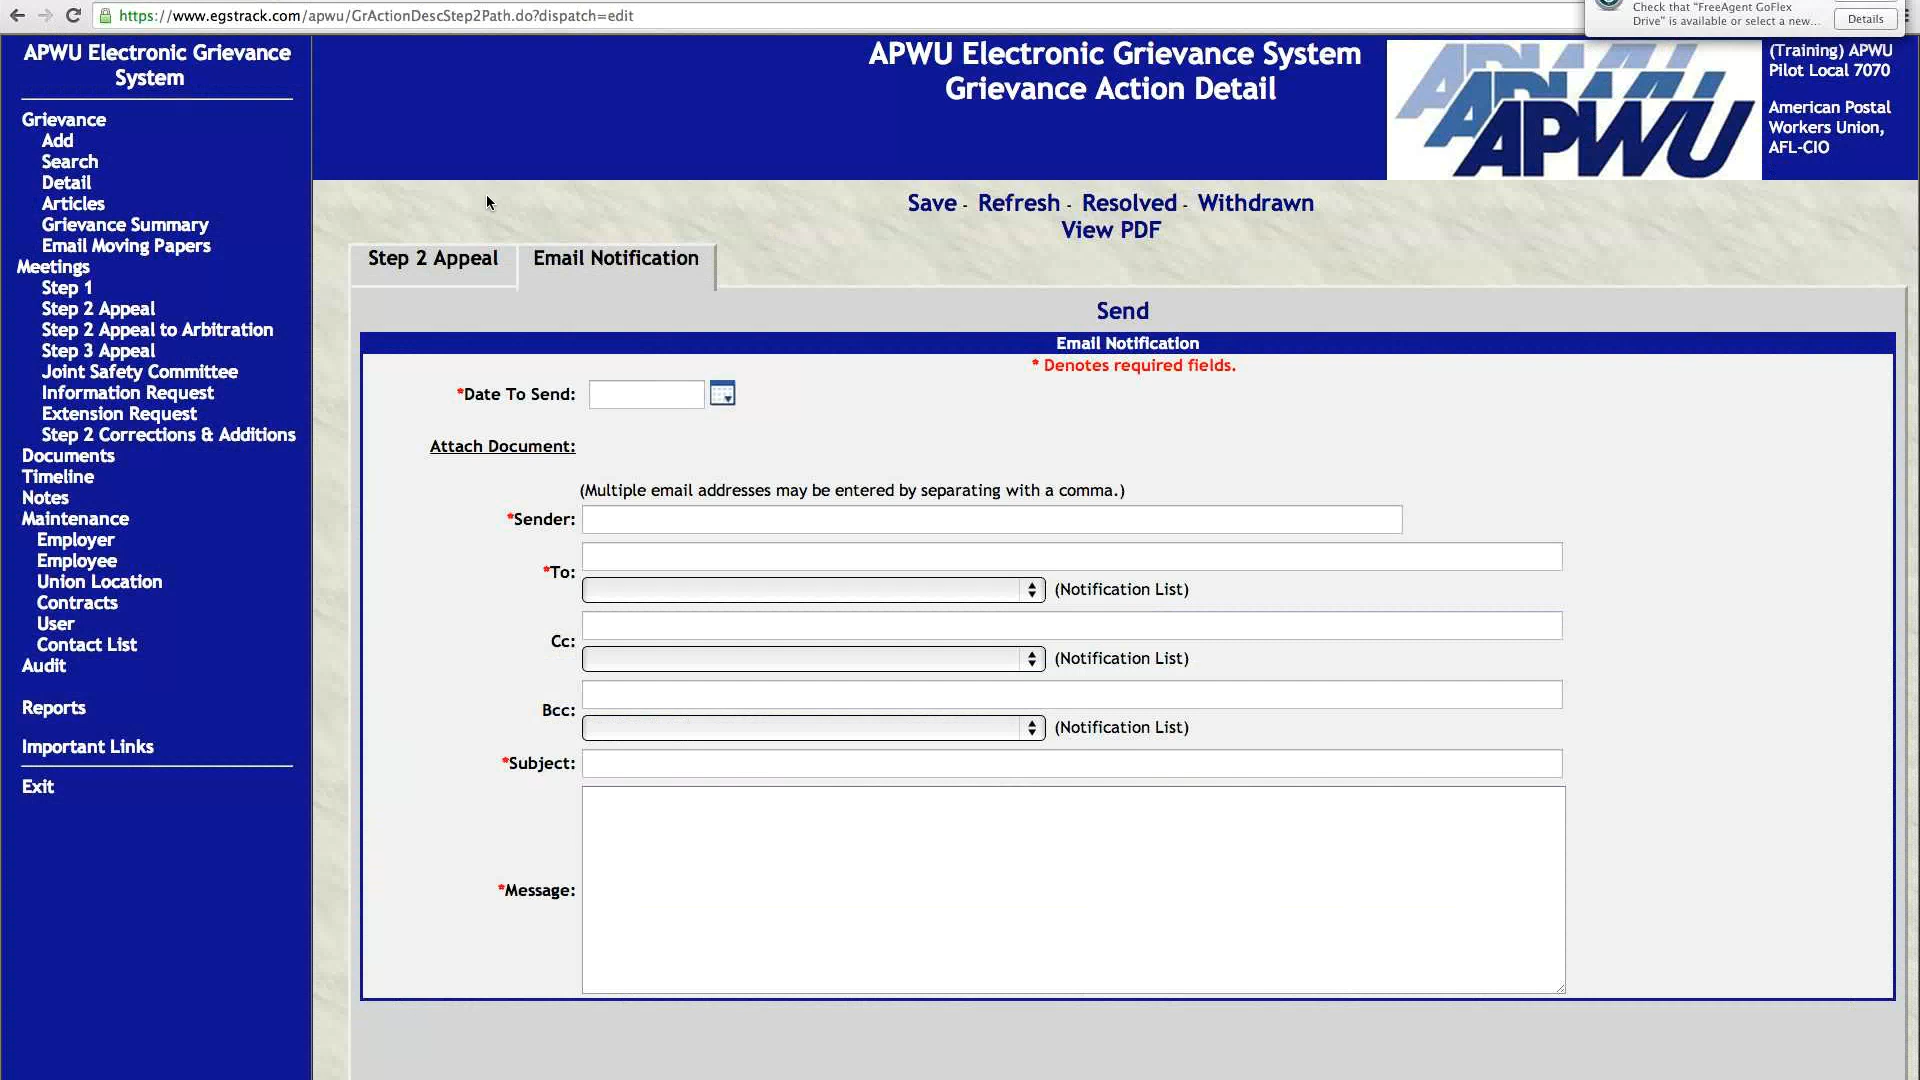 https://www.egstrack.com/apwu/GrActionDescStep2Path.do?dispatch=edit
Check that "FreeAgent GoFlex
Drive" is available or select a new...
Details
APWU Electronic Grievance
System
Grievance
Add
Search
Detail
Articles
Grievance Summary
Email Moving Papers
Meetings
Step 1
Step 2 Appeal
Step 2 Appeal to Arbitration
Step 3 Appeal
Joint Safety Committee
Information Request
Extension Request
Step 2 Corrections & Additions
Documents
Timeline
Notes
Maintenance
Employer
Employee
Union Location
Contracts
User
Contact List
Audit
Reports
Important Links
Exit
APWU Electronic Grievance System
Grievance Action Detail
APWU
(Training) APWU
Pilot Local 7070
American Postal
Workers Union,
AFL-CIO
Save - Refresh - Resolved - Withdrawn
View PDF
Step 2 Appeal
Email Notification
Send
Email Notification
* Denotes required fields.
*Date To Send:
Attach Document:
(Multiple email addresses may be entered by separating with a comma.)
*Sender:
*To:
(Notification List)
Cc:
(Notification List)
Bcc:
(Notification List)
*Subject:
*Message: